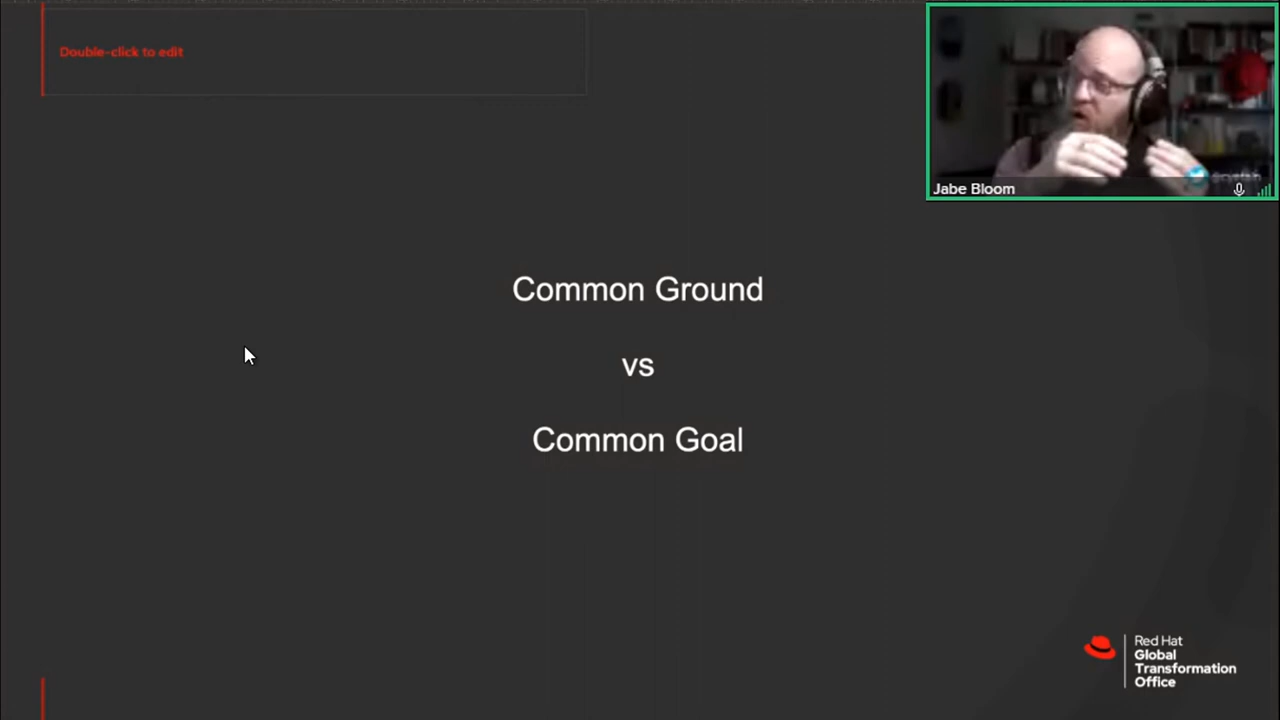 Double-click to edit
Jabe Bloom
Common Ground
vs
Common Goal
Red Hat
Global
Transformation
Office